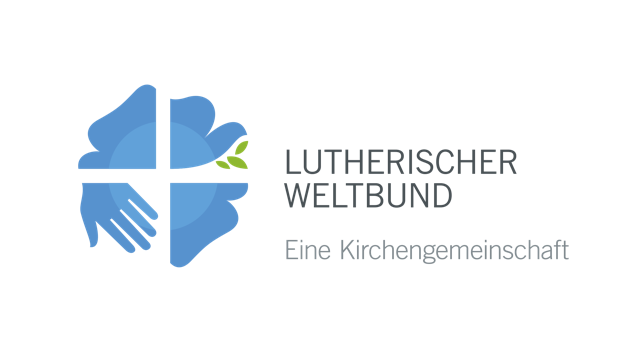 LUTHERISCHER
WELTBUND
Eine Kirchengemeinschaft